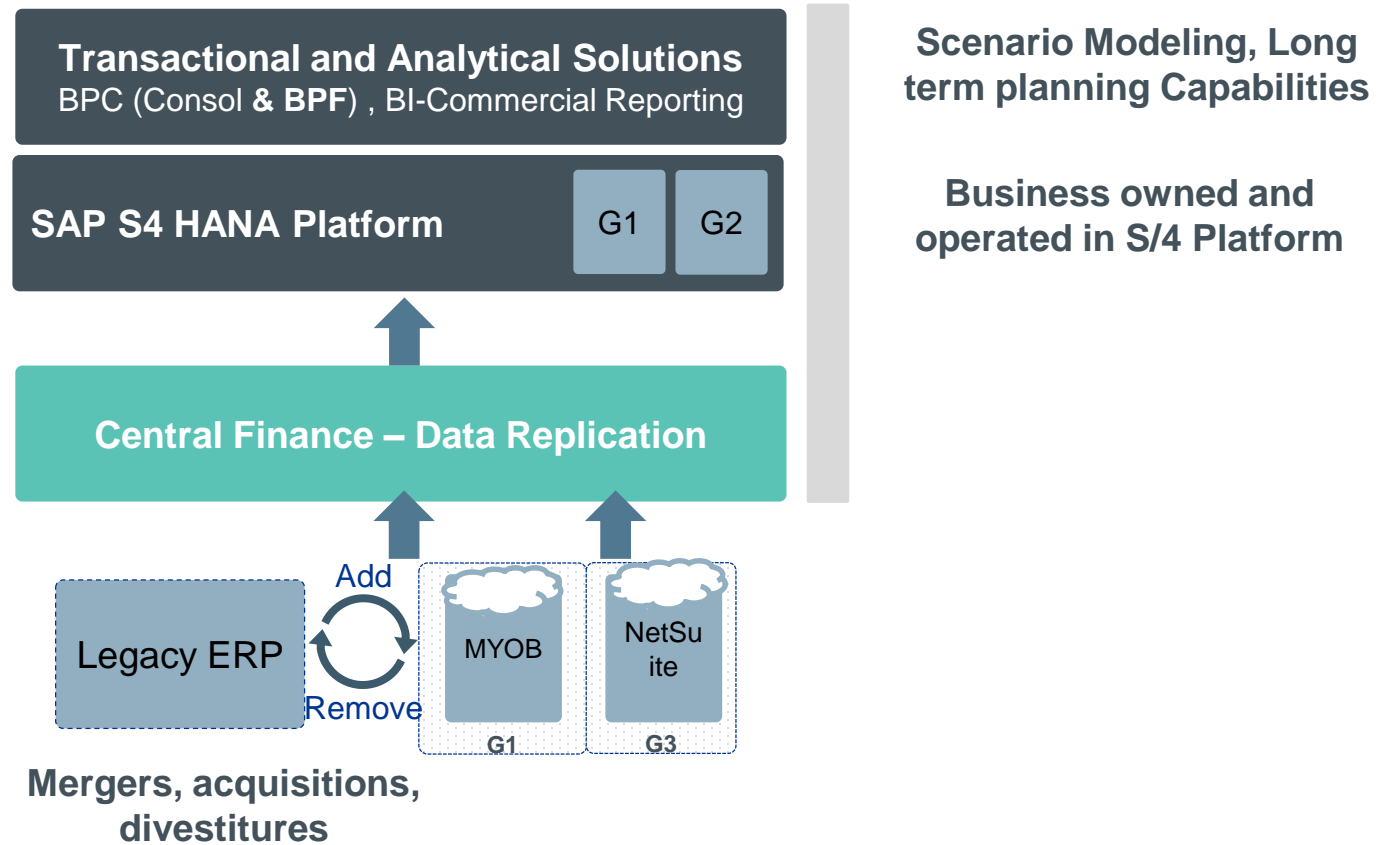 Transactional and Analytical Solutions
BPC (Consol & BPF) , BI-Commercial Reporting
Scenario Modeling, Long
term planning Capabilities
SAP S4 HANA Platform
G1
G2
Business owned and
operated in S/4 Platform
Central Finance – Data Replication
Legacy ERP
Add
Remove
MYOB
G1
NetSu
ite
G3
Mergers, acquisitions,
divestitures